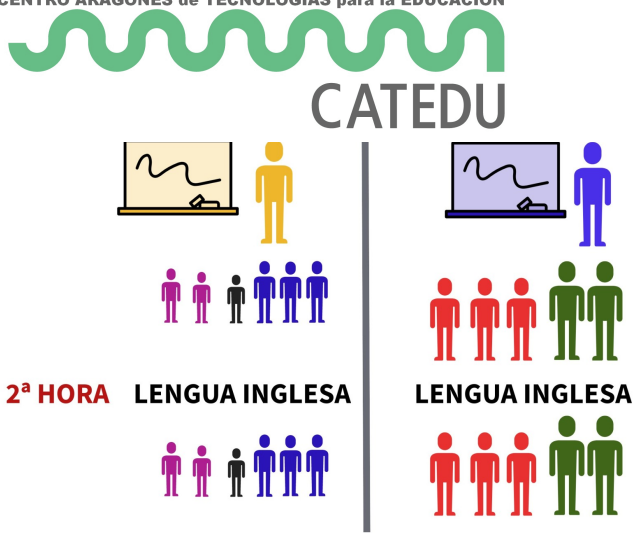 CENTRO ARAGONÉS de TECNOLOGÍAS para la EDUCACIÓN
CATEDU
2ª HORA LENGUA INGLESA LENGUA INGLESA